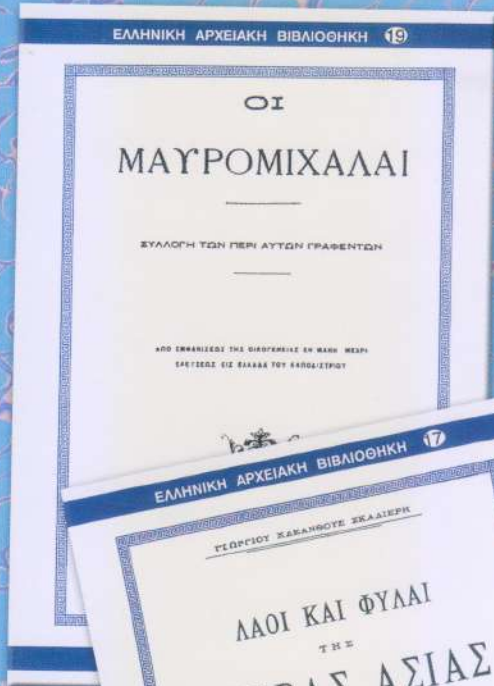 ΕΛΛΗΝΙΚΗ ΑΡΧΕΙΑΚΗ ΒΙΒΛΙΟΘΗΚΗ 19
ΟΙ
ΜΑΥΡΟΜΙΧΑΛΑΙ
ΣΥΛΛΟΓΗ ΤΩΝ ΠΕΡΙ ΑΥΤΩΝ ΓΡΑΦΕΝΤΩΝ
ΑΠΟ ΕΜΦΑΝΙΣΕΩΣ ΤΗΣ ΟΙΚΟΓΕΝΕΙΑΣ ΕΝ ΜΑΝΗ ΜΕΧΡΙ
ΕΛΕΥΣΕΩΣ ΕΙΣ ΕΛΛΑΔΑ ΤΟΥ ΚΑΠΟΔΙΣΤΡΙΟΥ
ΕΛΛΗΝΙΚΗ ΑΡΧΕΙΑΚΗ ΒΙΒΛΙΟΘΗΚΗ 17
ΓΕΩΡΓΙΟΥ ΣΚΑΛΙΕΡΗ
ΛΑΟΙ ΚΑΙ ΦΥΛΑΙ
ΤΗΣ
ΑΣΙΑΣ